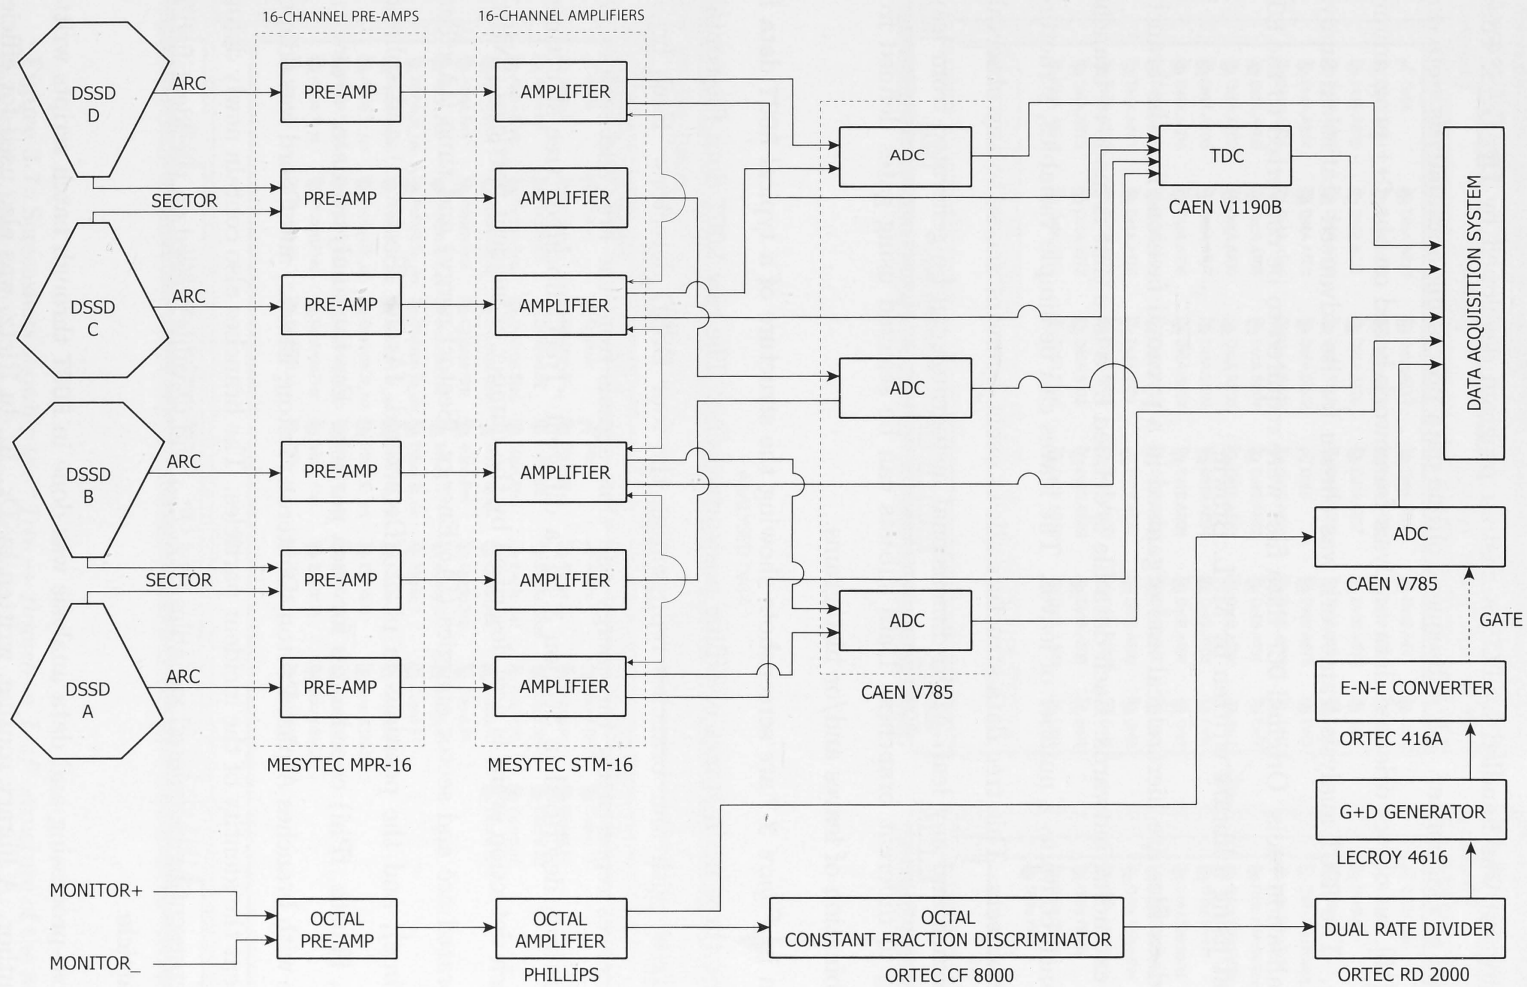 16-CHANNEL PRE-AMPS
16-CHANNEL AMPLIFIERS
DSSD
D
ARC
PRE-AMP
AMPLIFIER
ADC
TDC
CAEN V1190B
SECTOR
PRE-AMP
AMPLIFIER
DSSD
C
ARC
PRE-AMP
AMPLIFIER
ADC
DATA ACQUISITION SYSTEM
DSSD
B
ARC
PRE-AMP
AMPLIFIER
SECTOR
PRE-AMP
AMPLIFIER
ADC
CAEN V785
ADC
CAEN V785
GATE
DSSD
A
ARC
PRE-AMP
AMPLIFIER
MESYTEC MPR-16
MESYTEC STM-16
E-N-E CONVERTER
ORTEC 416A
G+D GENERATOR
LECROY 4616
MONITOR+
MONITOR_
OCTAL
PRE-AMP
OCTAL
AMPLIFIER
PHILLIPS
OCTAL
CONSTANT FRACTION DISCRIMINATOR
ORTEC CF 8000
DUAL RATE DIVIDER
ORTEC RD 2000